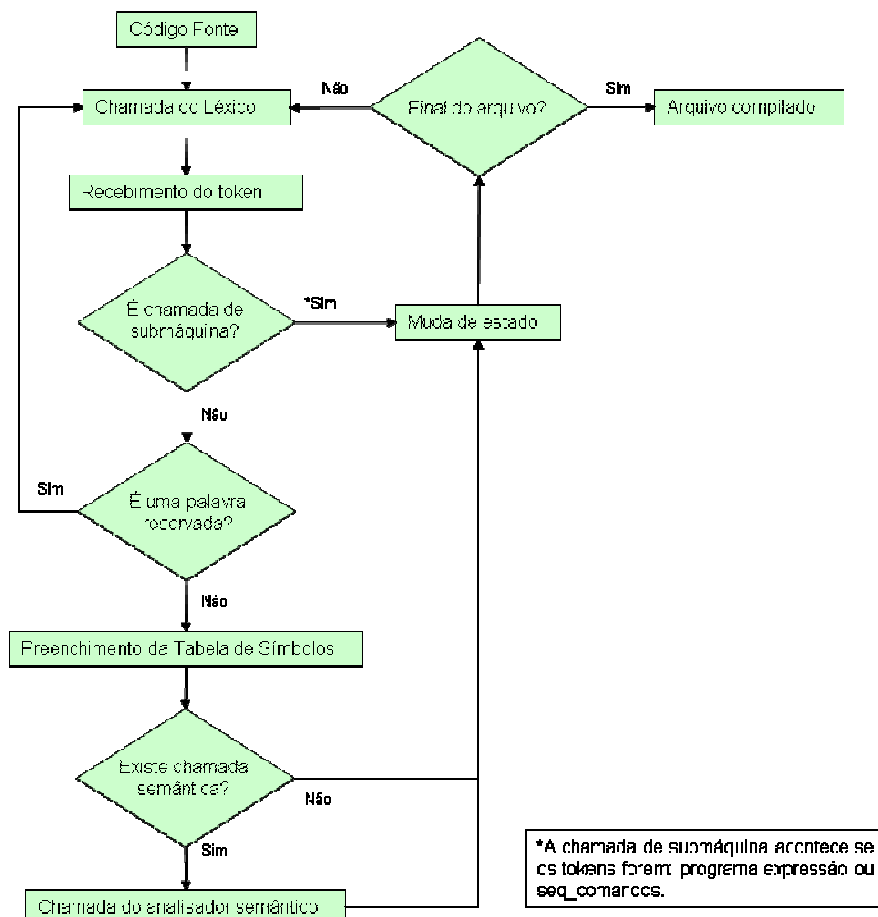 Código Fonte
Chamada do Léxico
Não
Final do arquivo?
Sim
Arquivo compilado
Recebimento do token
É chamada de
submáquina?
*Sim
Muda de estado
Não
Sim
É uma palavra
reservada?
Não
Preenchimento da Tabela de Símbolos
Existe chamada
semântica?
Não
Sim
Chamada do analisador semântico
*A chamada de submáquina acontece se
os tokens forem: programa expressão ou
seq_comandos.